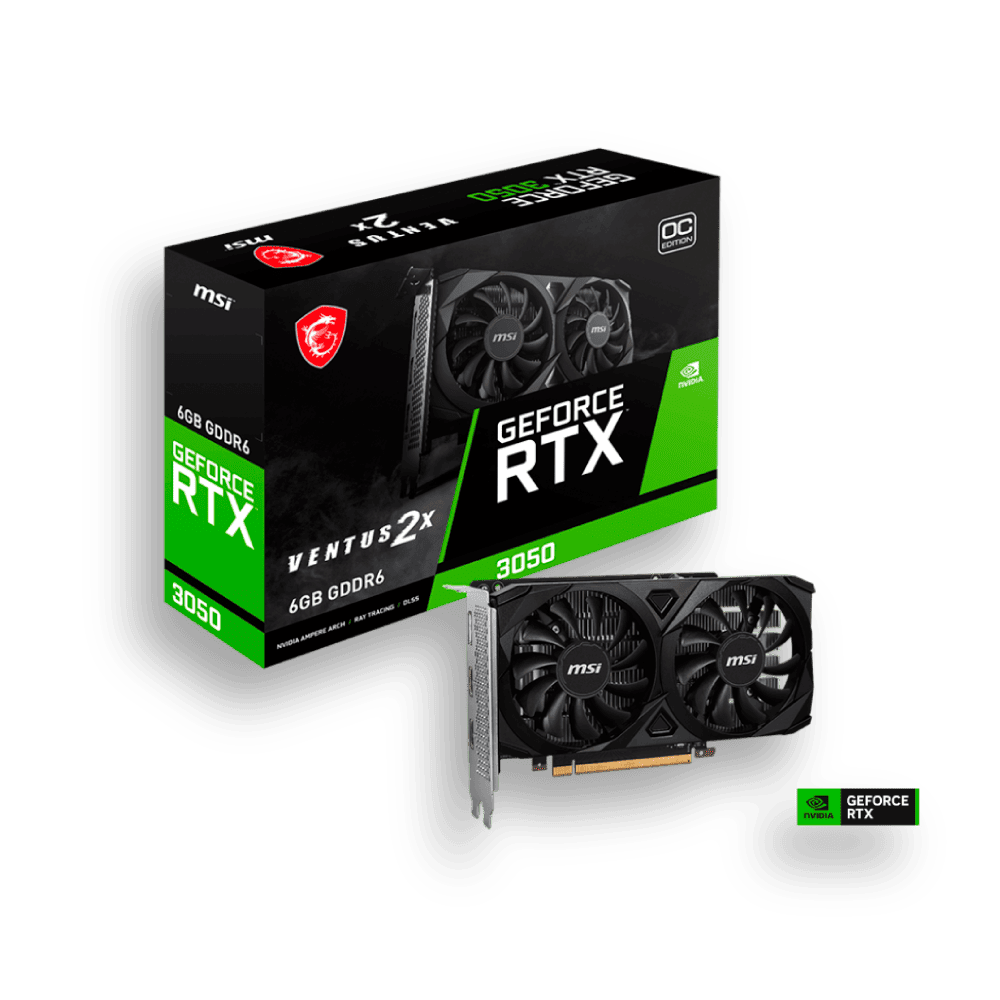 GEFORCE
RTX 3050
VENTUS
2X
msi
OC
EDITION
msi
msi
msi
NVIDIA
6GB GDDR6
GEFORCE
RTX
3050
GEFORCE
RTX
3050
VENTUS 2X
6GB GDDR6
NVIDIA AMPERE ARCH / RAY TRACING / DLSS
msi
msi
NVIDIA
GEFORCE
RTX